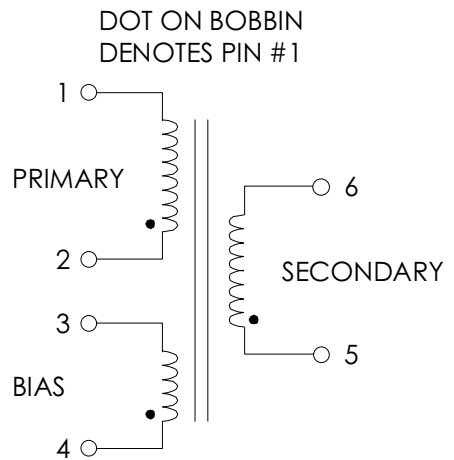 DOT ON BOBBIN
DENOTES PIN #1
1
PRIMARY
2
3
BIAS
4
6
SECONDARY
5